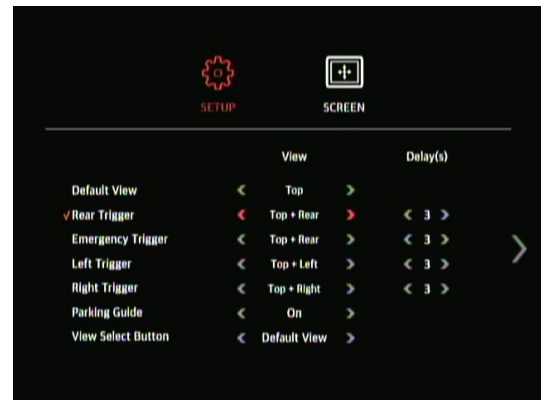 SETUP SCREEN
View Delay(s)
Default View < Top >
√ Rear Trigger < Top + Rear > < 3 >
Emergency Trigger < Top + Rear > < 3 >
Left Trigger < Top + Left > < 3 >
Right Trigger < Top + Right > < 3 >
Parking Guide < On >
View Select Button < Default View >